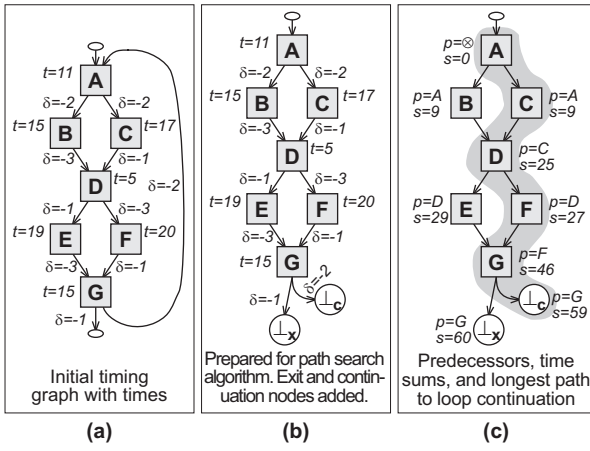 t=11
A
δ=-2
δ=-2
t=15
B
C
t=17
δ=-3
δ=-1
D
t=5
δ=-2
δ=-1
δ=-3
t=19
E
F
t=20
δ=-3
δ=-1
t=15
G
δ=-1
Initial timing
graph with times
(a)
t=11
A
δ=-2
δ=-2
t=15
B
C
t=17
δ=-3
δ=-1
D
t=5
δ=-1
δ=-3
t=19
E
F
t=20
δ=-3
δ=-1
t=15
G
δ=-2
δ=-1
⊥c
⊥x
Prepared for path search
algorithm. Exit and contin-
uation nodes added.
(b)
p=⊗
s=0
A
p=A
s=9
B
C
p=A
s=9
D
p=C
s=25
p=D
s=29
E
F
p=D
s=27
G
p=F
s=46
⊥c
p=G
s=59
p=G
s=60
⊥x
Predecessors, time
sums, and longest path
to loop continuation
(c)